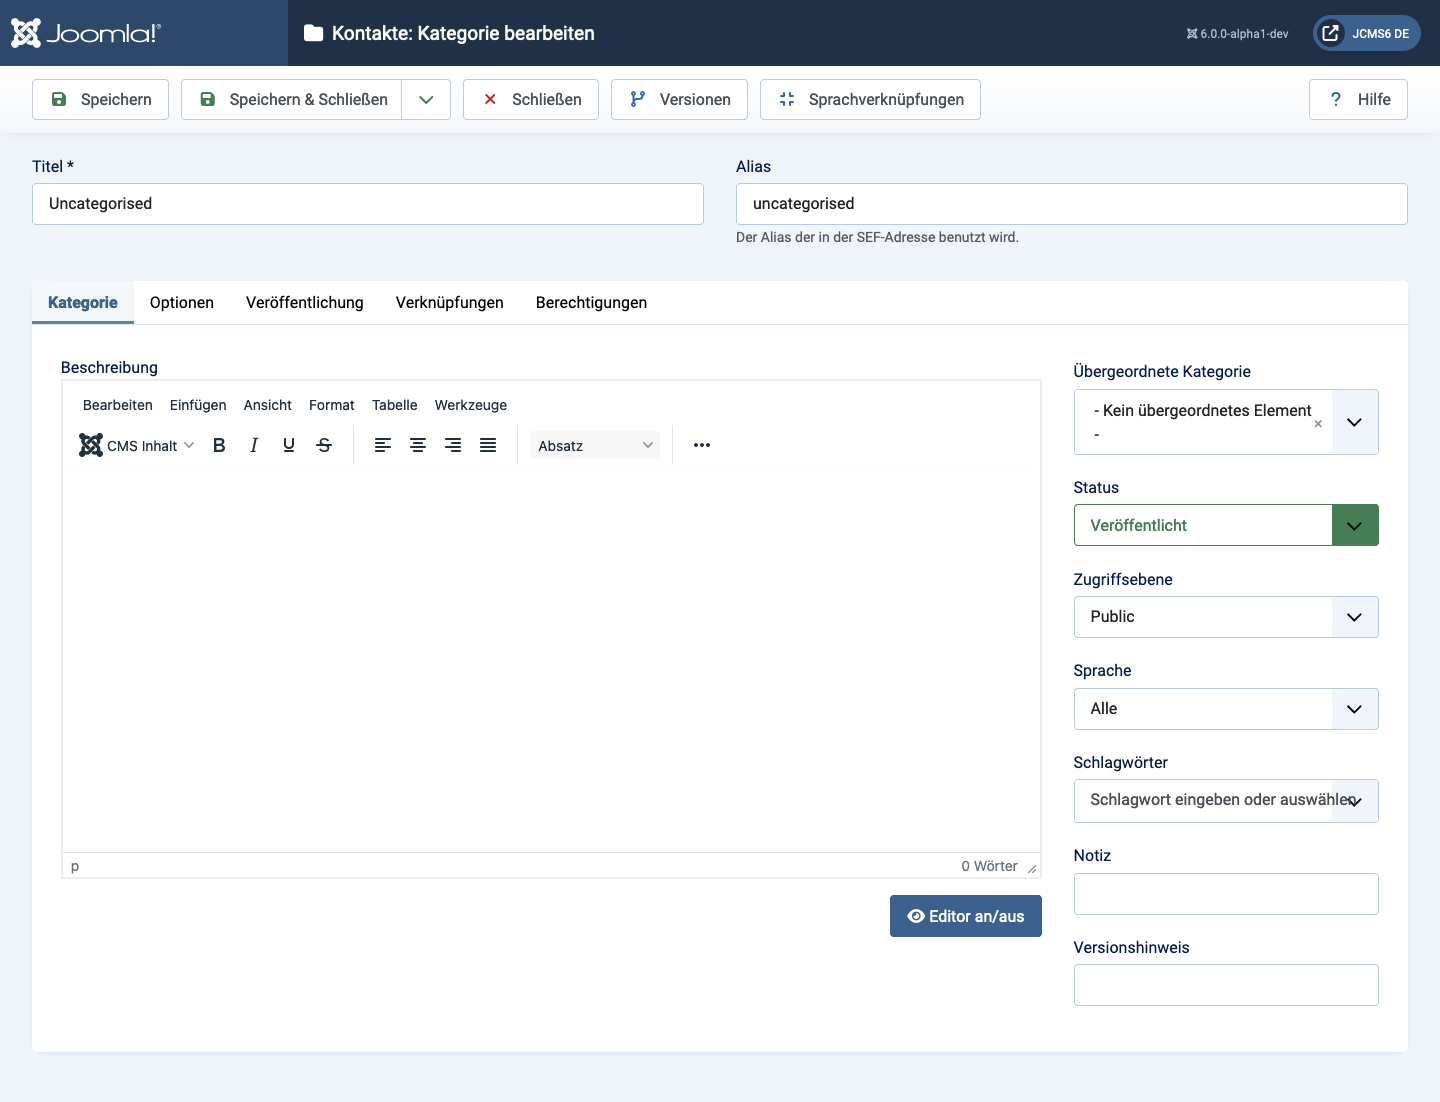 Joomla!®
Kontakte: Kategorie bearbeiten
6.0.0-alpha1-dev
JCMS6 DE
Speichern
Speichern & Schließen
Schließen
Versionen
Sprachverknüpfungen
? Hilfe
Titel *
Uncategorised
Alias
uncategorised
Der Alias der in der SEF-Adresse benutzt wird.
Kategorie
Optionen
Veröffentlichung
Verknüpfungen
Berechtigungen
Beschreibung
Bearbeiten
Einfügen
Ansicht
Format
Tabelle
Werkzeuge
CMS Inhalt
B
I
U
S
Absatz
p
0 Wörter
Editor an/aus
Übergeordnete Kategorie
- Kein übergeordnetes Element
-
×
Status
Veröffentlicht
Zugriffsebene
Public
Sprache
Alle
Schlagwörter
Schlagwort eingeben oder auswählen
Notiz
Versionshinweis